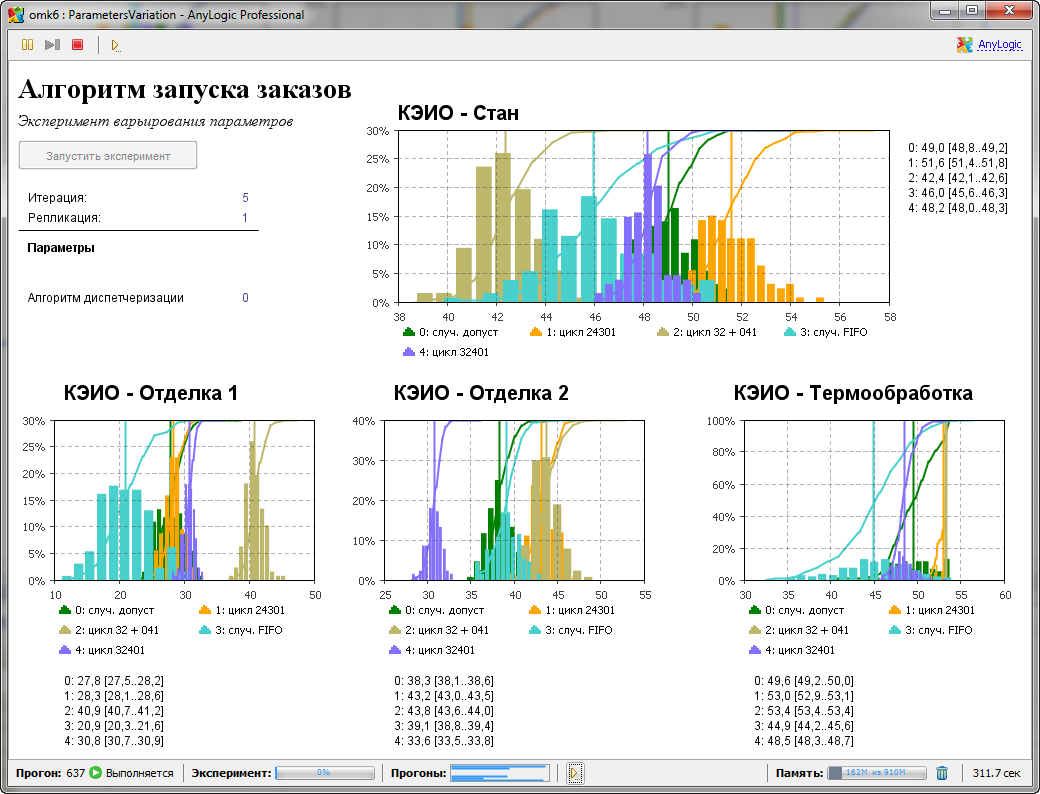 omk6 : ParametersVariation - AnyLogic Professional
AnyLogic
Алгоритм запуска заказов
Эксперимент варьирования параметров
Запустить эксперимент
Итерация: 5
Репликация: 1
Параметры
Алгоритм диспетчеризации 0
КЭИО - Стан
30%
25%
20%
15%
10%
5%
0%
38 40 42 44 46 48 50 52 54 56 58
0: случ. допуст 1: цикл 24301 2: цикл 32 + 041 3: случ. FIFO
4: цикл 32401
0: 49,0 [48,8..49,2]
1: 51,6 [51,4..51,8]
2: 42,4 [42,1..42,6]
3: 46,0 [45,6..46,3]
4: 48,2 [48,0..48,3]
КЭИО - Отделка 1
30%
25%
20%
15%
10%
5%
0%
10 20 30 40 50
0: случ. допуст 1: цикл 24301
2: цикл 32 + 041 3: случ. FIFO
4: цикл 32401
0: 27,8 [27,5..28,2]
1: 28,3 [28,1..28,6]
2: 40,9 [40,7..41,2]
3: 20,9 [20,3..21,6]
4: 30,8 [30,7..30,9]
КЭИО - Отделка 2
40%
30%
20%
10%
0%
25 30 35 40 45 50 55
0: случ. допуст 1: цикл 24301
2: цикл 32 + 041 3: случ. FIFO
4: цикл 32401
0: 38,3 [38,1..38,6]
1: 43,2 [43,0..43,5]
2: 43,8 [43,6..44,0]
3: 39,1 [38,8..39,4]
4: 33,6 [33,5..33,8]
КЭИО - Термообработка
100%
80%
60%
40%
20%
0%
30 35 40 45 50 55 60
0: случ. допуст 1: цикл 24301
2: цикл 32 + 041 3: случ. FIFO
4: цикл 32401
0: 49,6 [49,2..50,0]
1: 53,0 [52,9..53,1]
2: 53,4 [53,4..53,4]
3: 44,9 [44,2..45,6]
4: 48,5 [48,3..48,7]
Прогон: 637 Выполняется Эксперимент: 0% Прогоны: Память: 162M из 910M 311.7 сек